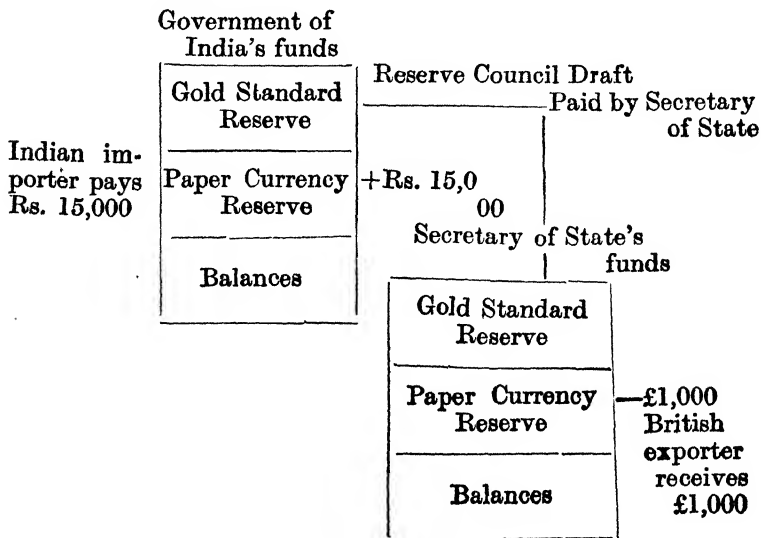 Government of
India's funds
Reserve Council Draft
Paid by Secretary
of State
Gold Standard
Reserve
Indian im-
porter pays
Rs. 15,000
Paper Currency
Reserve
+Rs. 15,0
00
Balances
Secretary of State's
funds
Gold Standard
Reserve
Paper Currency
Reserve
—£1,000
British
exporter
receives
£1,000
Balances